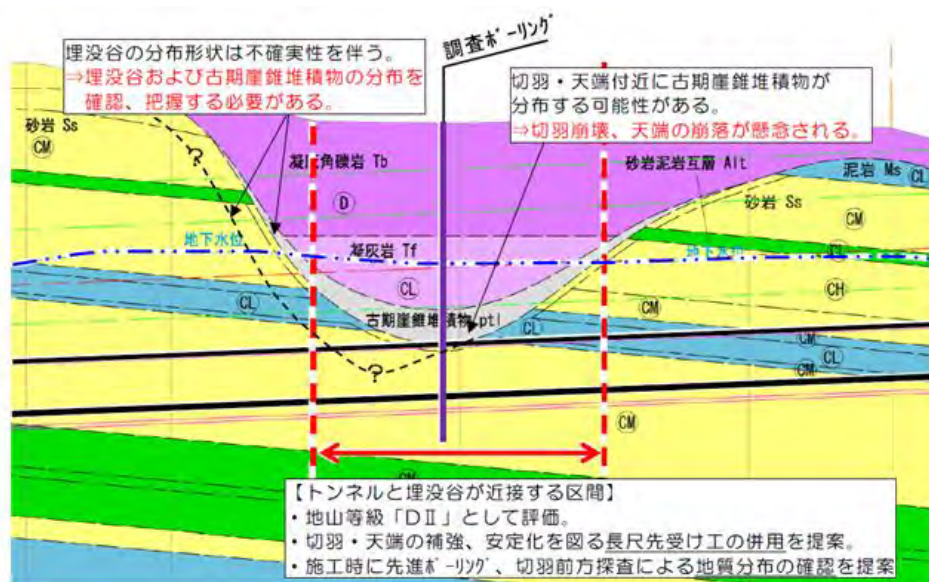 埋没谷の分布形状は不確実性を伴う。
⇒埋没谷および古期崖錐堆積物の分布を
確認、把握する必要がある。
調査ﾎﾞｰﾘﾝｸﾞ
切羽・天端付近に古期崖錐堆積物が
分布する可能性がある。
⇒切羽崩壊、天端の崩落が懸念される。
砂岩 Ss
CM
?
凝灰角礫岩 Tb
D
砂岩泥岩互層 Alt
泥岩 Ms
CL
砂岩 Ss
CM
地下水位
凝灰岩 Tf
地下水位
CL
CL
CL
CH
古期崖錐堆積物 ptl
CL
CM
CM
CL
CM
?
CM
CM
【トンネルと埋没谷が近接する区間】
・地山等級「DⅡ」として評価。
・切羽・天端の補強、安定化を図る長尺先受け工の併用を提案。
・施工時に先進ﾎﾞｰﾘﾝｸﾞ、切羽前方探査による地質分布の確認を提案